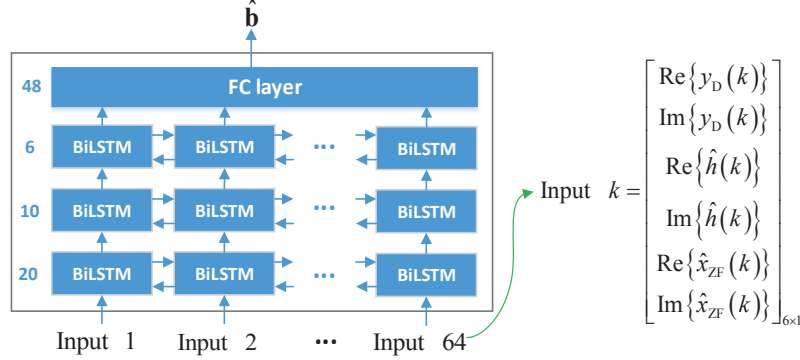 b̂
48 FC layer
6 BiLSTM BiLSTM ... BiLSTM
10 BiLSTM BiLSTM ... BiLSTM
20 BiLSTM BiLSTM ... BiLSTM
Input 1 Input 2 ... Input 64
Input k =
Re{y_D(k)}
Im{y_D(k)}
Re{ĥ(k)}
Im{ĥ(k)}
Re{x̂_ZF(k)}
Im{x̂_ZF(k)}
6×1